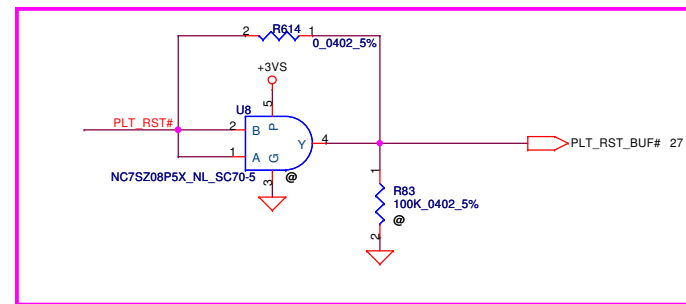 2 R614 1
0_0402_5%
+3VS
U8
5
PLT_RST#
2 B P
Y 4
1 A G
PLT_RST_BUF# 27
NC7SZ08P5X_NL_SC70-5
3
@
1
R83
100K_0402_5%
@
2